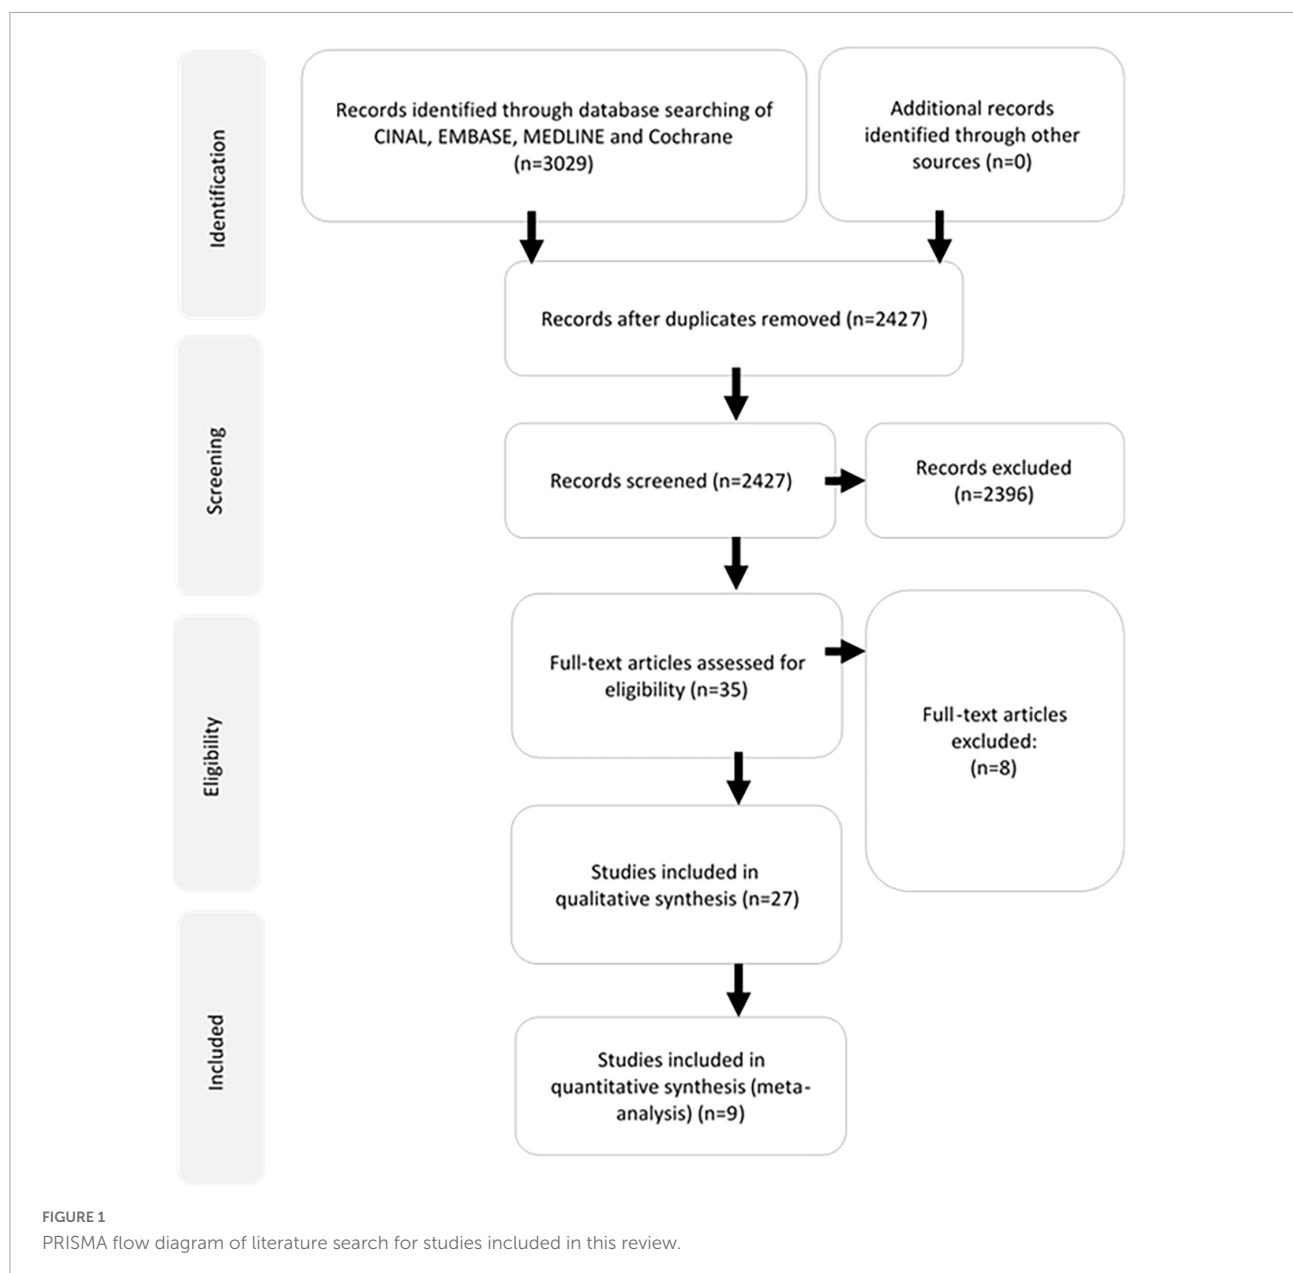 Identification
Records identified through database searching of
CINAL, EMBASE, MEDLINE and Cochrane
(n=3029)
Additional records
identified through other
sources (n=0)
Records after duplicates removed (n=2427)
Screening
Records screened (n=2427)
Records excluded
(n=2396)
Eligibility
Full-text articles assessed for
eligibility (n=35)
Full-text articles
excluded:
(n=8)
Studies included in
qualitative synthesis (n=27)
Included
Studies included in
quantitative synthesis (meta-
analysis) (n=9)
FIGURE 1
PRISMA flow diagram of literature search for studies included in this review.